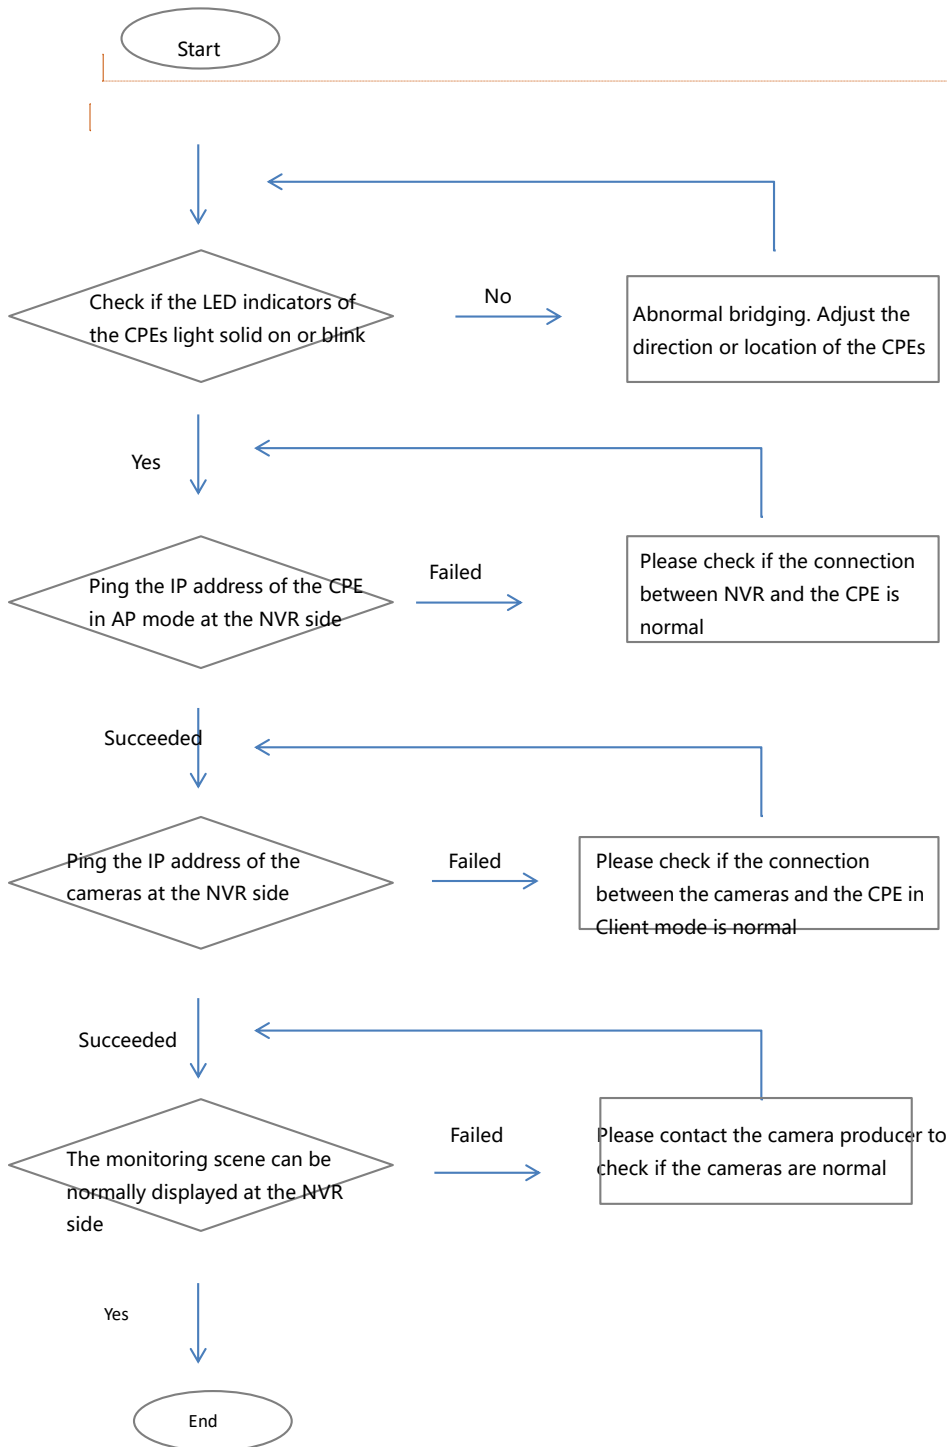 Start
Check if the LED indicators of
the CPEs light solid on or blink
No
Abnormal bridging. Adjust the
direction or location of the CPEs
Yes
Ping the IP address of the CPE
in AP mode at the NVR side
Failed
Please check if the connection
between NVR and the CPE is
normal
Succeeded
Ping the IP address of the
cameras at the NVR side
Failed
Please check if the connection
between the cameras and the CPE in
Client mode is normal
Succeeded
The monitoring scene can be
normally displayed at the NVR
side
Failed
Please contact the camera producer to
check if the cameras are normal
Yes
End